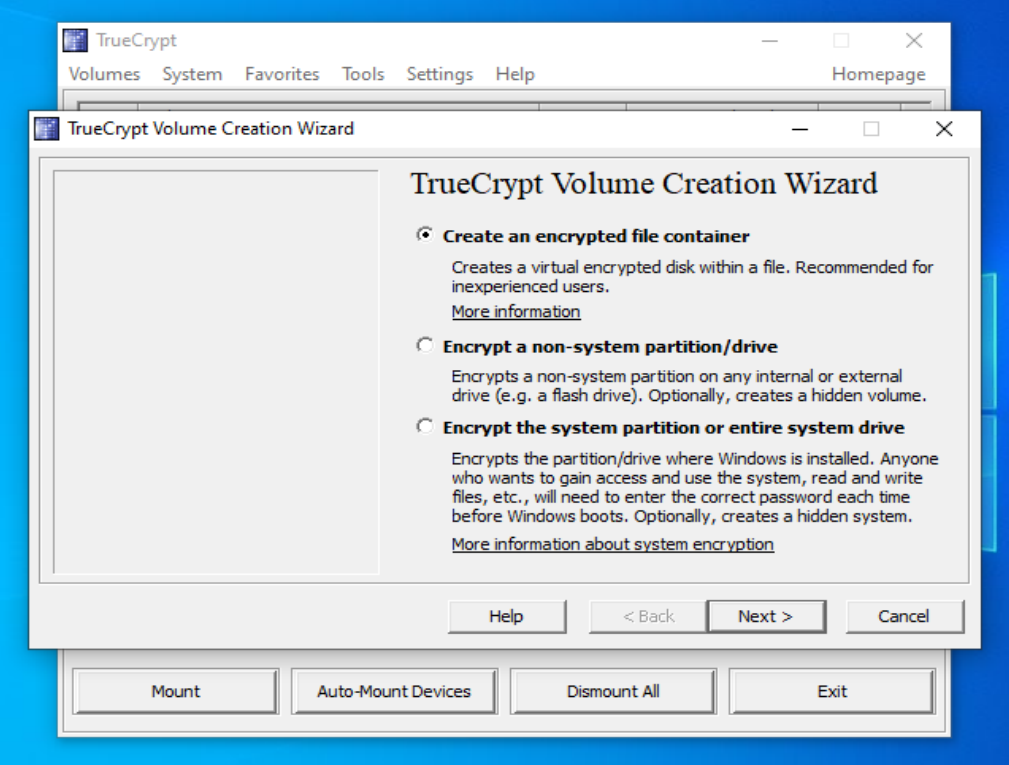 TrueCrypt
Volumes System Favorites Tools Settings Help Homepage
TrueCrypt Volume Creation Wizard
TrueCrypt Volume Creation Wizard
Create an encrypted file container
Creates a virtual encrypted disk within a file. Recommended for
inexperienced users.
More information
Encrypt a non-system partition/drive
Encrypts a non-system partition on any internal or external
drive (e.g. a flash drive). Optionally, creates a hidden volume.
Encrypt the system partition or entire system drive
Encrypts the partition/drive where Windows is installed. Anyone
who wants to gain access and use the system, read and write
files, etc., will need to enter the correct password each time
before Windows boots. Optionally, creates a hidden system.
More information about system encryption
Help < Back Next > Cancel
Mount Auto-Mount Devices Dismount All Exit